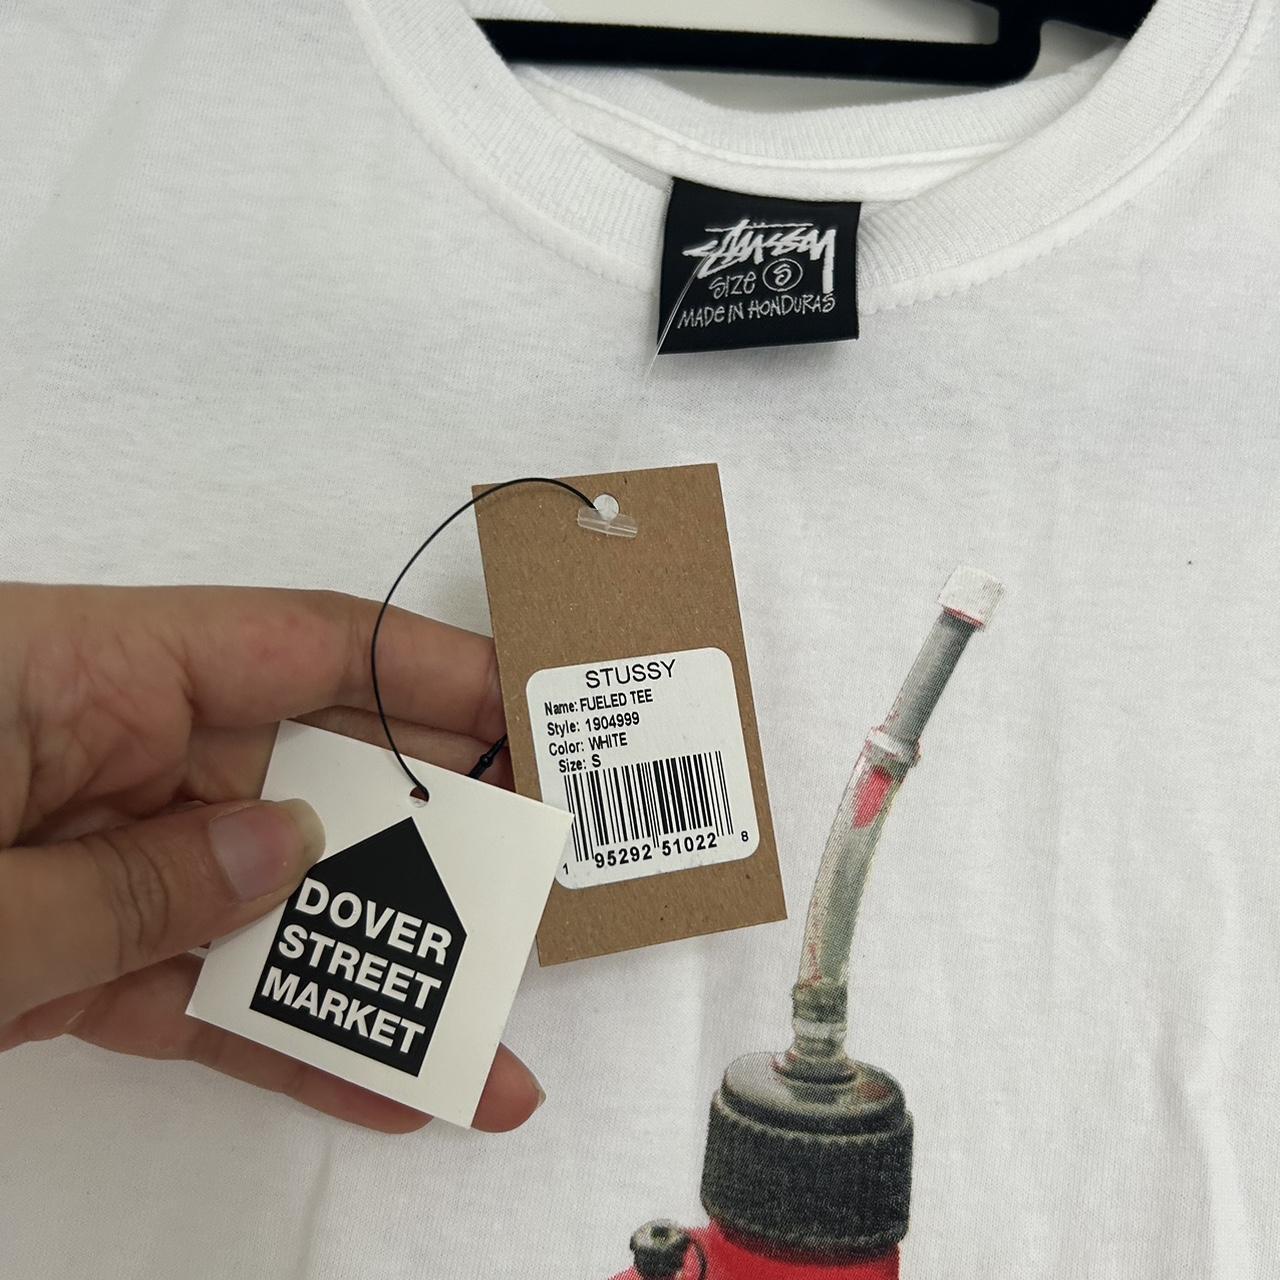 STÜSSY
SIZE S
MADE IN HONDURAS
STUSSY
Name: FUELED TEE
Style: 1904999
Color: WHITE
Size: S
1 95292 51022 8
DOVER
STREET
MARKET